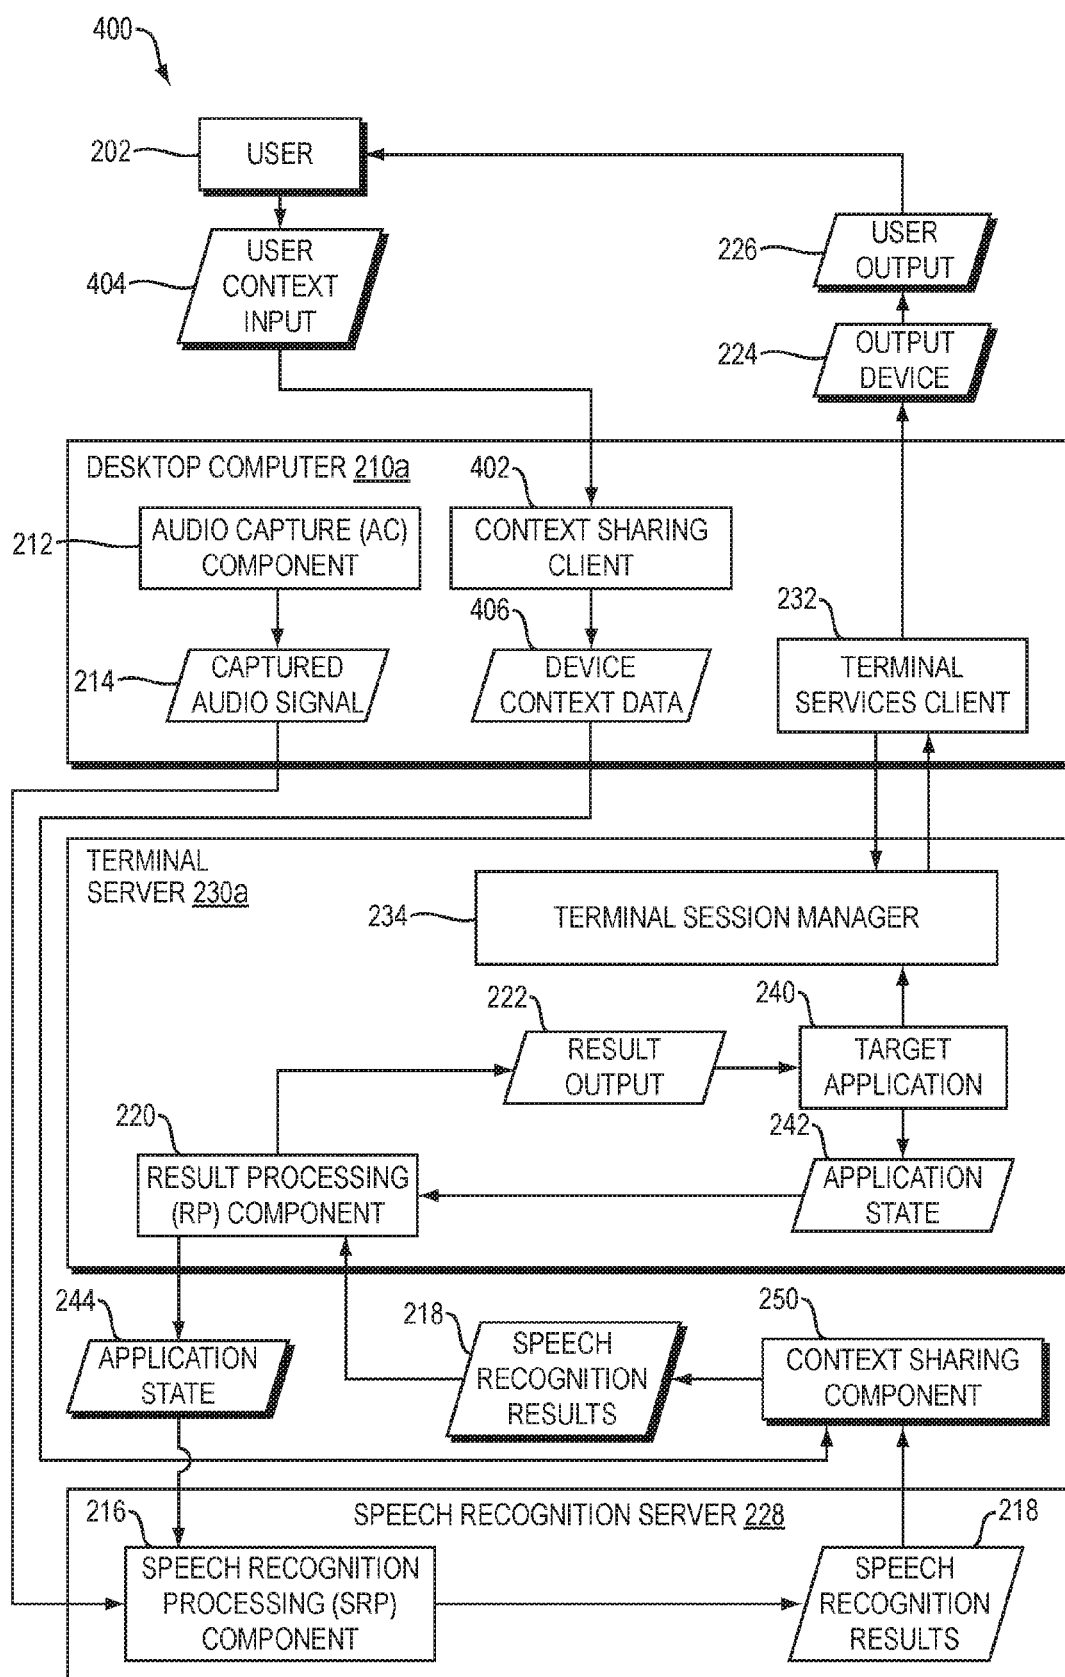 400
202
USER
404
USER
CONTEXT
INPUT
226
USER
OUTPUT
224
OUTPUT
DEVICE
DESKTOP COMPUTER 210a
402
212
AUDIO CAPTURE (AC)
COMPONENT
CONTEXT SHARING
CLIENT
406
232
214
CAPTURED
AUDIO SIGNAL
DEVICE
CONTEXT DATA
TERMINAL
SERVICES CLIENT
TERMINAL
SERVER 230a
234
TERMINAL SESSION MANAGER
222
240
RESULT
OUTPUT
TARGET
APPLICATION
220
242
RESULT PROCESSING
(RP) COMPONENT
APPLICATION
STATE
244
218
250
APPLICATION
STATE
SPEECH
RECOGNITION
RESULTS
CONTEXT SHARING
COMPONENT
216
SPEECH RECOGNITION SERVER 228
218
SPEECH RECOGNITION
PROCESSING (SRP)
COMPONENT
SPEECH
RECOGNITION
RESULTS